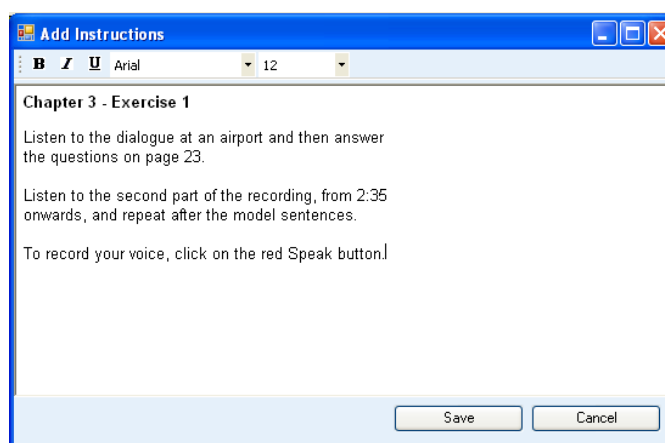 Add Instructions
B I U Arial 12
Chapter 3 - Exercise 1
Listen to the dialogue at an airport and then answer
the questions on page 23.
Listen to the second part of the recording, from 2:35
onwards, and repeat after the model sentences.
To record your voice, click on the red Speak button.
Save Cancel